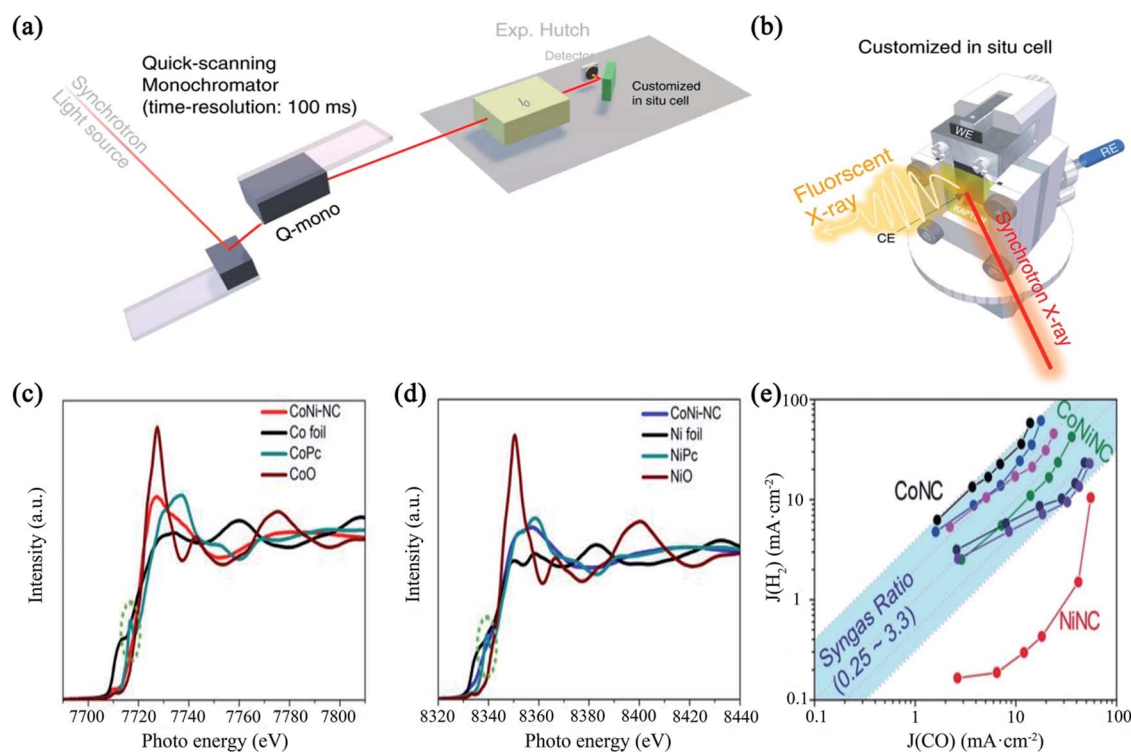 (a)
Exp. Hutch
Detector
Quick-scanning
Monochromator
(time-resolution: 100 ms)
Synchrotron
Light source
I0
Customized
in situ cell
Q-mono
(b)
Customized in situ cell
WE
RE
Fluorscent
X-ray
KAPTON
CE
Synchrotron X-ray
(c)
CoNi-NC
Co foil
CoPc
CoO
Intensity (a.u.)
7700 7720 7740 7760 7780 7800
Photo energy (eV)
(d)
CoNi-NC
Ni foil
NiPc
NiO
Intensity (a.u.)
8320 8340 8360 8380 8400 8420 8440
Photo energy (eV)
(e)
100
10
1
0.1
J(H2) (mA·cm-2)
CoNiNC
CoNC
NiNC
Syngas Ratio
(0.25 ~ 3.3)
0.1 1 10 100
J(CO) (mA·cm-2)